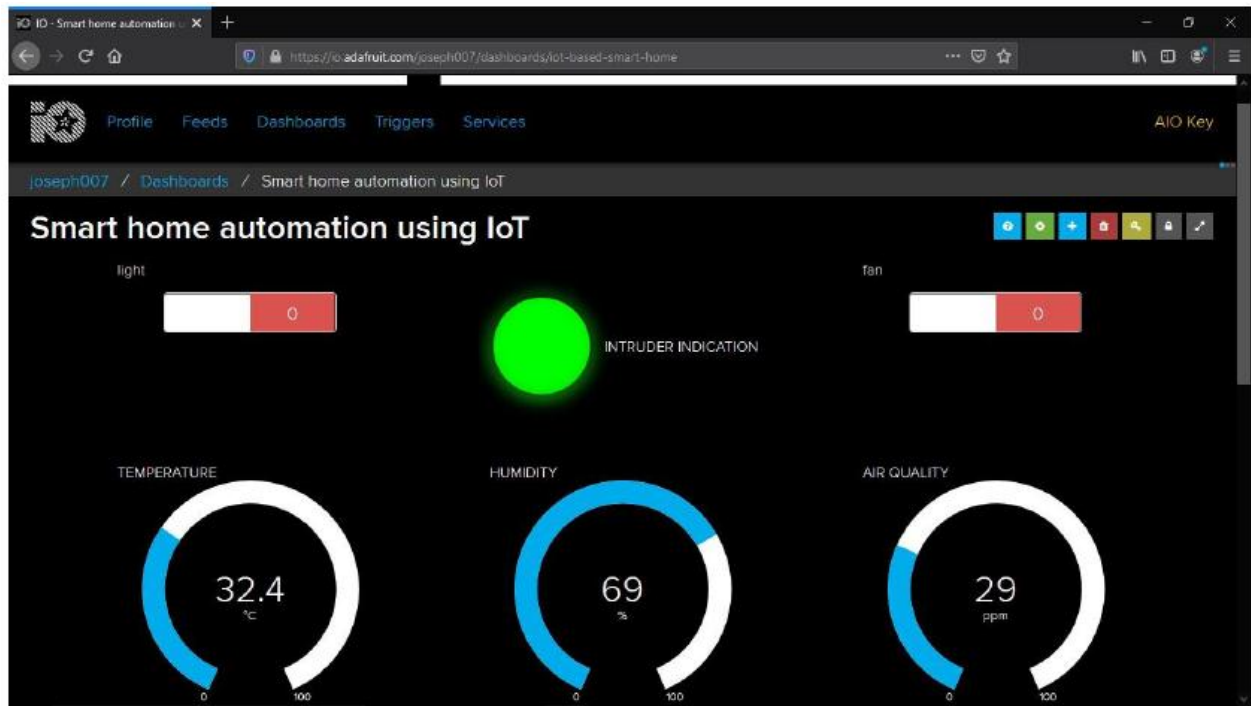 IO - Smart home automation u
https://io.adafruit.com/joseph007/dashboards/iot-based-smart-home
Profile Feeds Dashboards Triggers Services AIO Key
joseph007 / Dashboards / Smart home automation using IoT
Smart home automation using IoT
light fan
0 0
INTRUDER INDICATION
TEMPERATURE HUMIDITY AIR QUALITY
32.4 69 29
°C % ppm
0 100 0 100 0 100